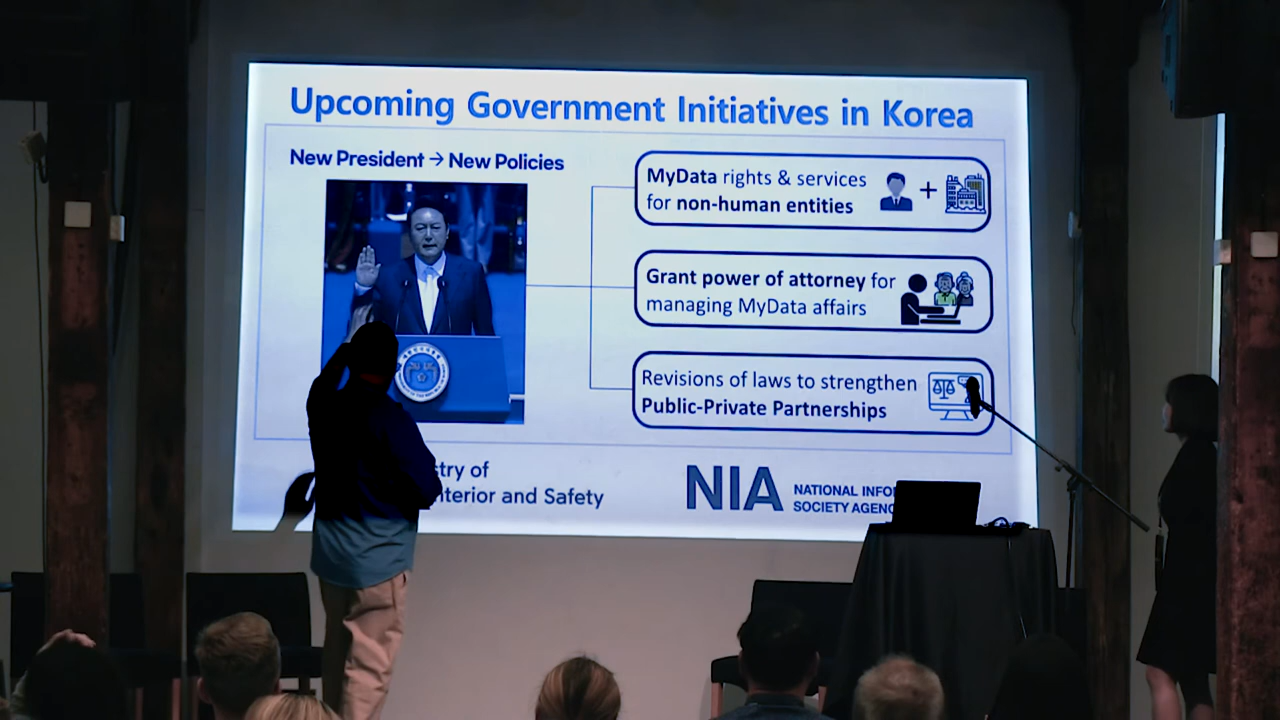 Upcoming Government Initiatives in Korea
New President → New Policies
MyData rights & services
for non-human entities
Grant power of attorney for
managing MyData affairs
Revisions of laws to strengthen
Public-Private Partnerships
stry of
nterior and Safety
NIA
NATIONAL INFO
SOCIETY AGENC